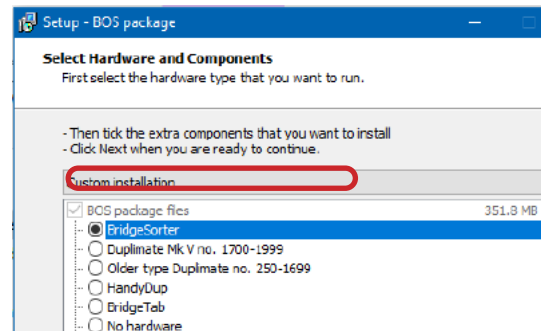 Setup - BOS package
Select Hardware and Components
First select the hardware type that you want to run.
- Then tick the extra components that you want to install
- Click Next when you are ready to continue.
Custom installation
BOS package files 351.8 MB
BridgeSorter
Duplimate Mk V no. 1700-1999
Older type Duplimate no. 250-1699
HandyDup
BridgeTab
No hardware